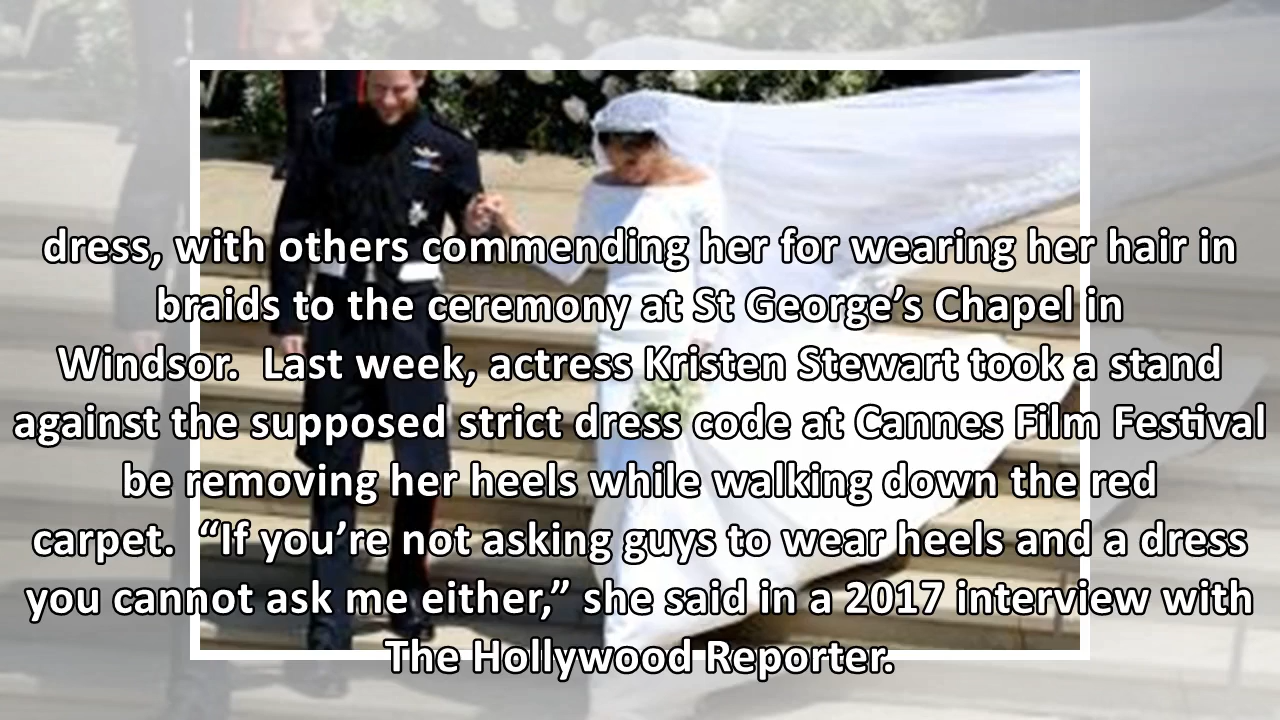 dress, with others commending her for wearing her hair in
braids to the ceremony at St George’s Chapel in
Windsor.  Last week, actress Kristen Stewart took a stand
against the supposed strict dress code at Cannes Film Festival
be removing her heels while walking down the red
carpet.  “If you’re not asking guys to wear heels and a dress
you cannot ask me either,” she said in a 2017 interview with
The Hollywood Reporter.